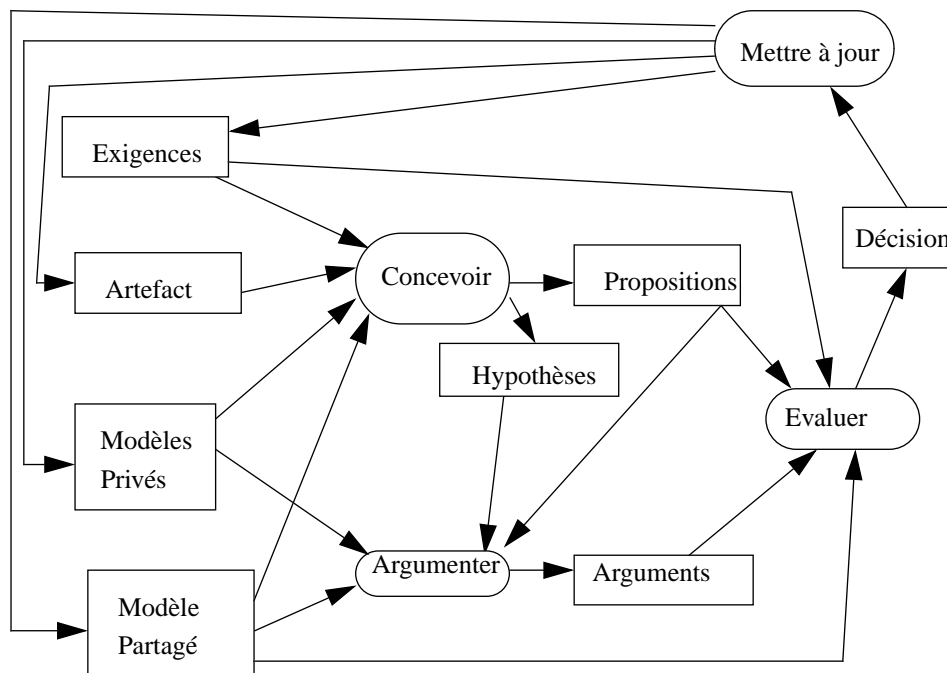 Mettre à jour
Exigences
Décision
Artefact
Concevoir
Propositions
Hypothèses
Evaluer
Modèles
Privés
Argumenter
Arguments
Modèle
Partagé